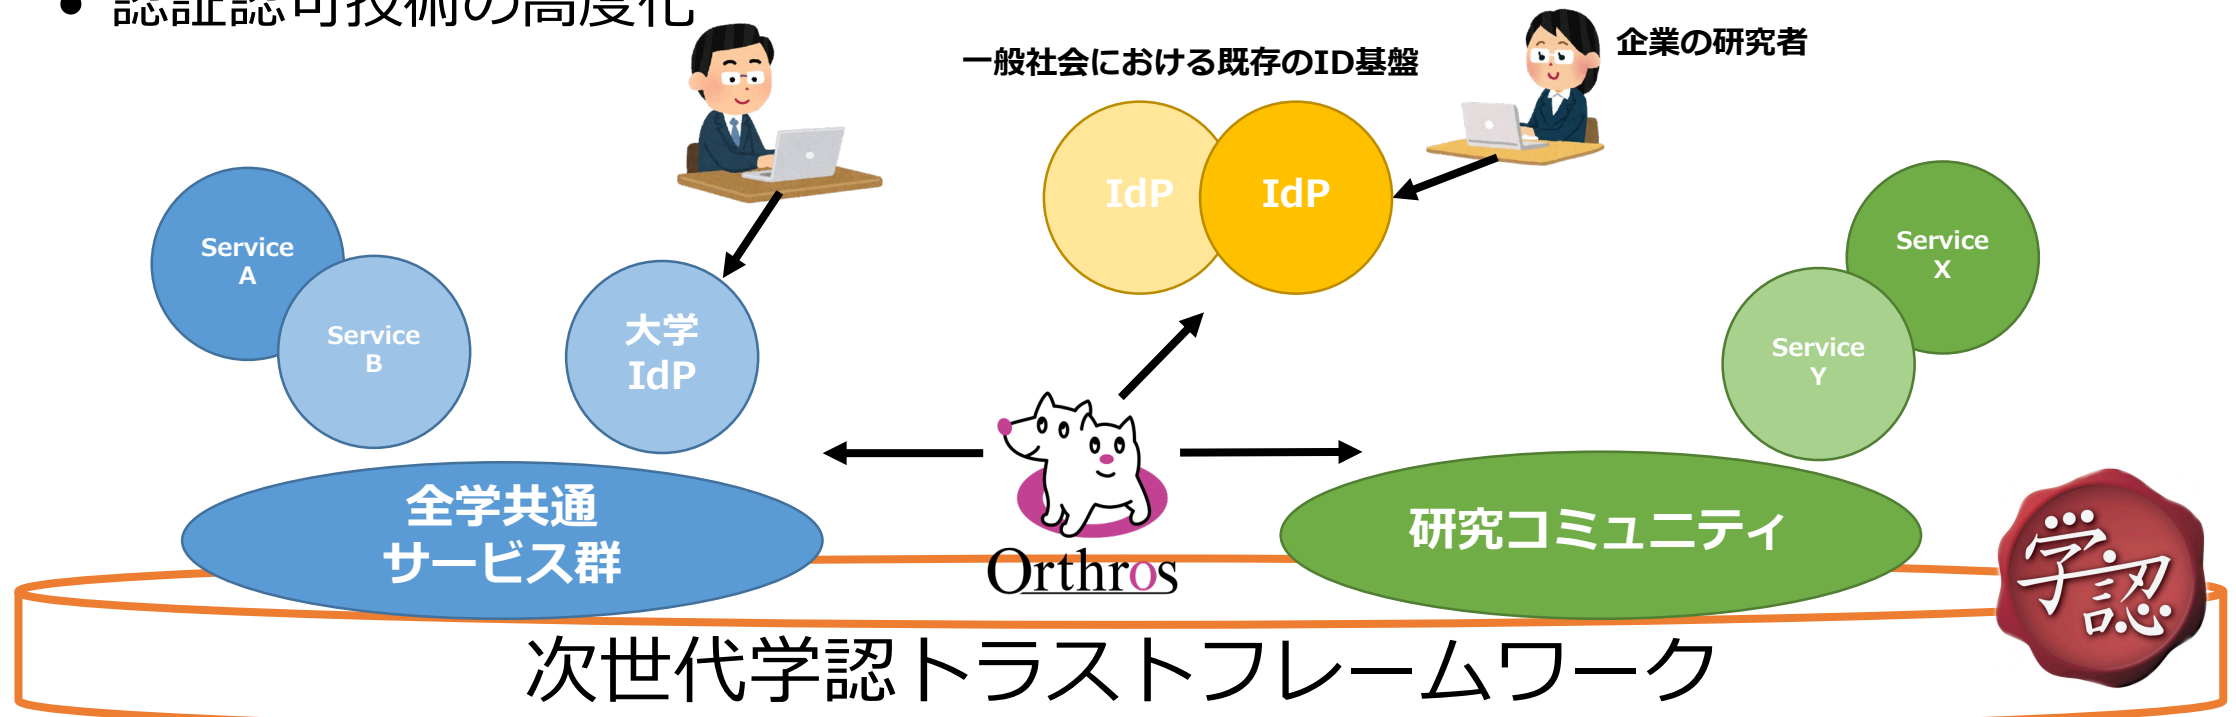 • 認証認可技術の高度化
一般社会における既存のID基盤
企業の研究者
IdP
IdP
Service
A
Service
B
大学
IdP
Service
X
Service
Y
全学共通
サービス群
Orthros
研究コミュニティ
学認
次世代学認トラストフレームワーク